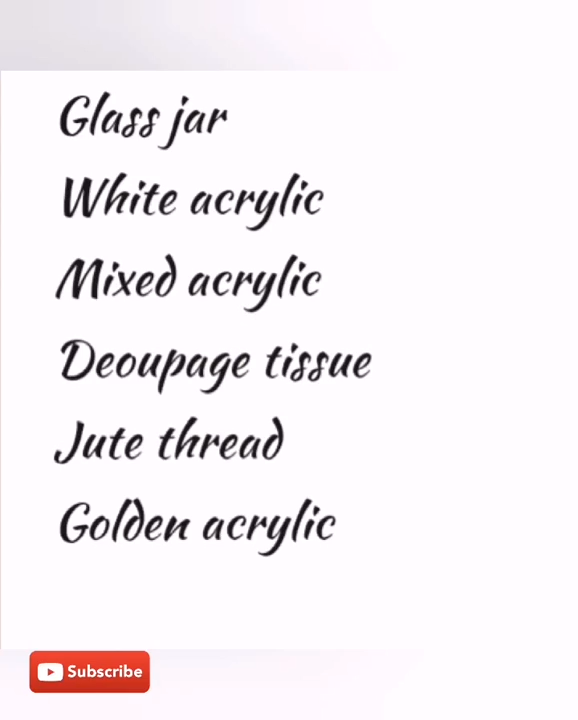 Glass jar
White acrylic
Mixed acrylic
Deoupage tissue
Jute thread
Golden acrylic
Subscribe